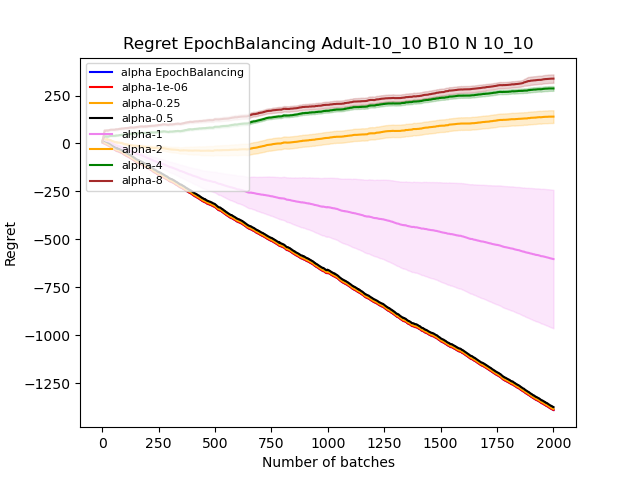 Regret EpochBalancing Adult-10_10 B10 N 10_10
alpha EpochBalancing
alpha-1e-06
alpha-0.25
alpha-0.5
alpha-1
alpha-2
alpha-4
alpha-8
250
0
−250
−500
−750
−1000
−1250
Regret
0 250 500 750 1000 1250 1500 1750 2000
Number of batches